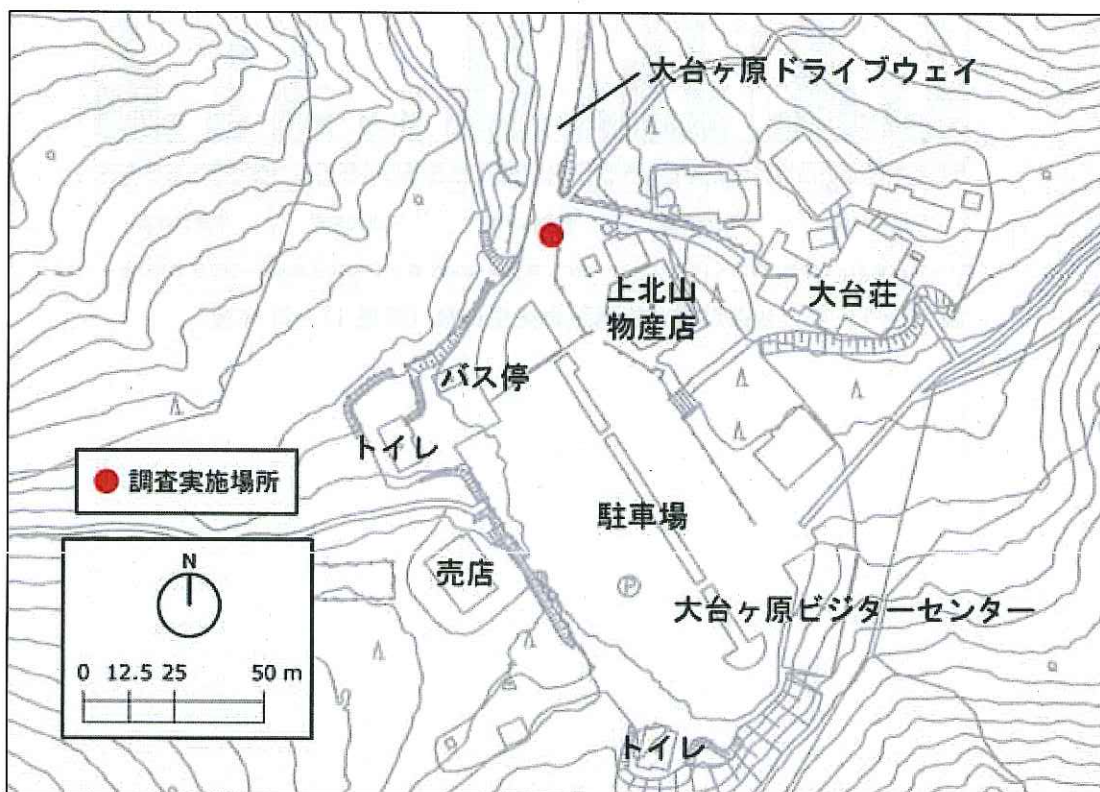 大台ヶ原ドライブウェイ
上北山
物産店
大台荘
バス停
トイレ
調査実施場所
駐車場
売店
P
大台ヶ原ビジターセンター
トイレ
N
0 12.5 25 50 m